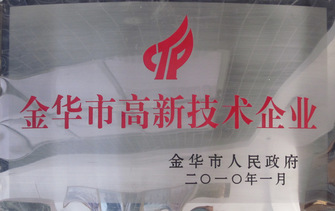 金华市高新技术企业
金华市人民政府
二〇一〇年一月